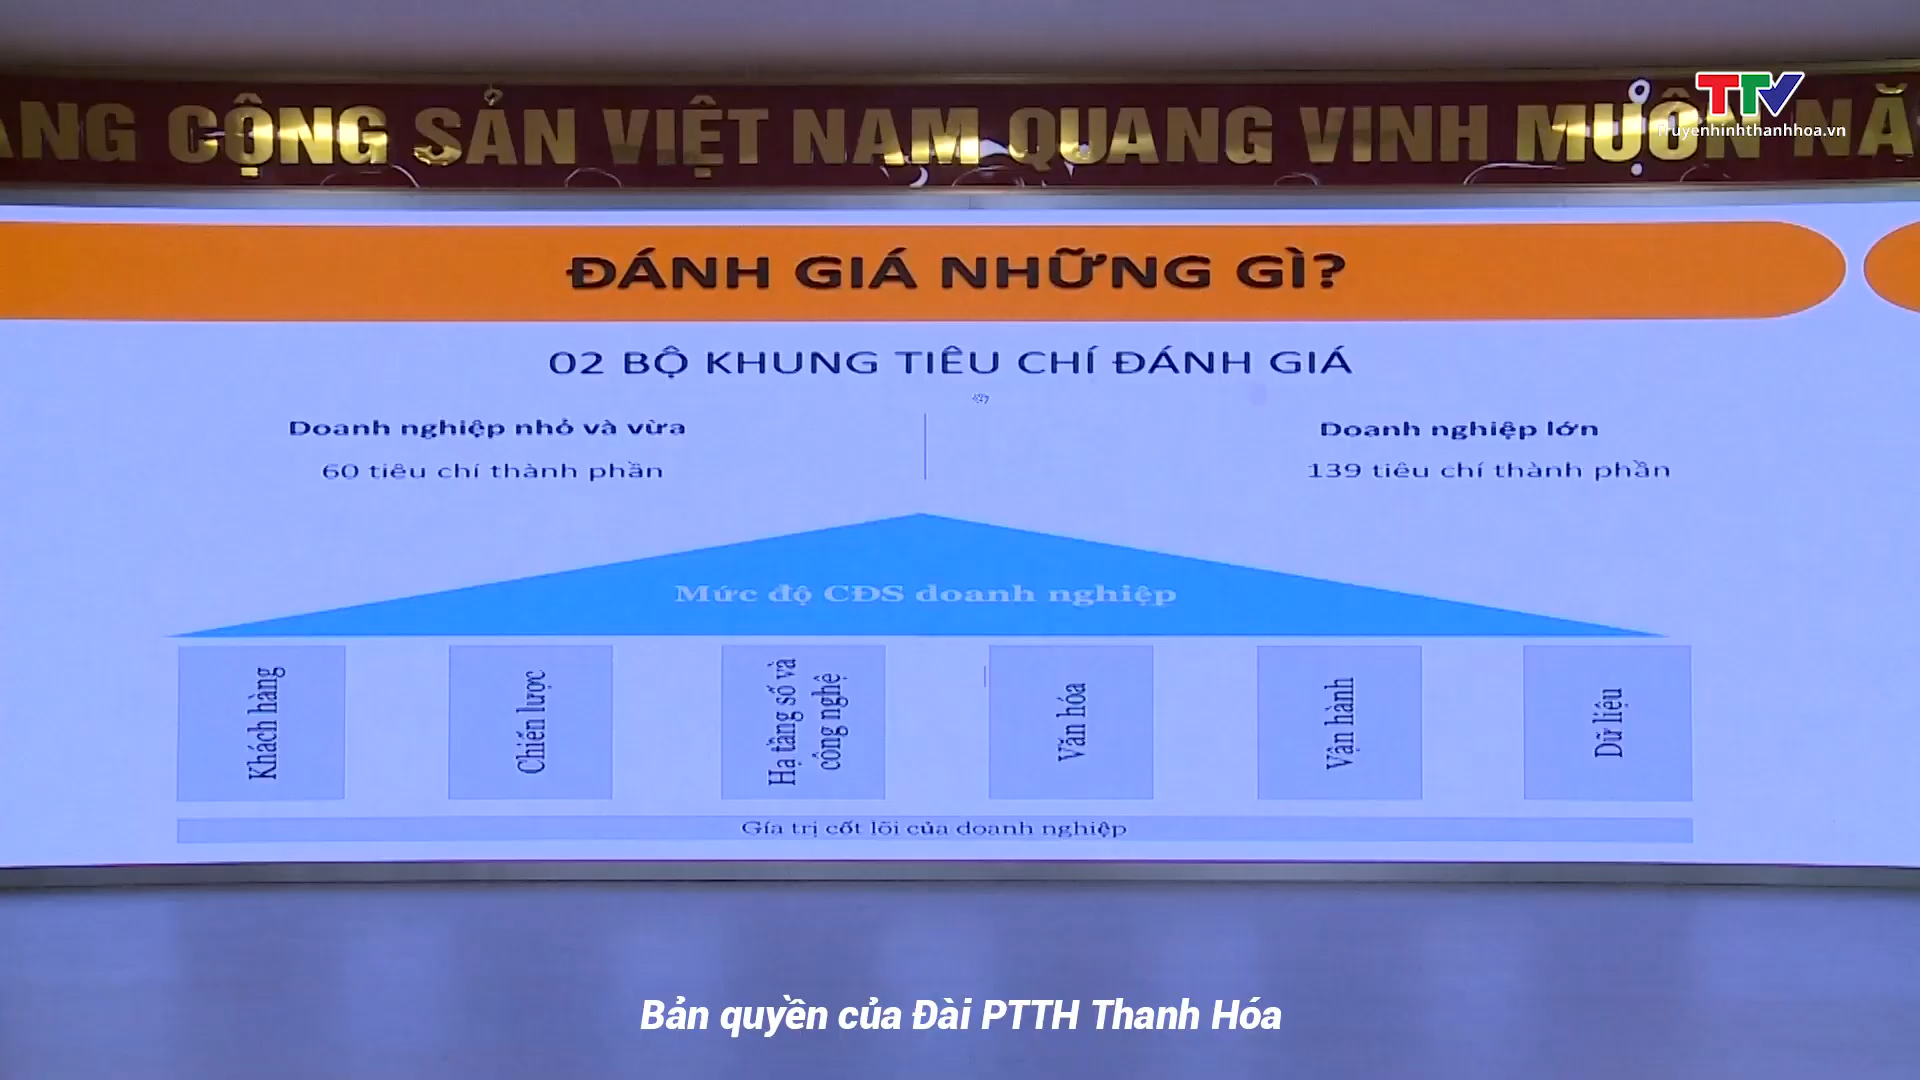 ẢNG CỘNG SẢN VIỆT NAM QUANG VINH MUÔN NĂ
TTV
truyenhinhthanhhoa.vn
ĐÁNH GIÁ NHỮNG GÌ?
02 BỘ KHUNG TIÊU CHÍ ĐÁNH GIÁ
Doanh nghiệp nhỏ và vừa
60 tiêu chí thành phần
Doanh nghiệp lớn
139 tiêu chí thành phần
Mức độ CĐS doanh nghiệp
Khách hàng
Chiến lược
Hạ tầng số và
công nghệ
Văn hóa
Vận hành
Dữ liệu
Gía trị cốt lõi của doanh nghiệp
Bản quyền của Đài PTTH Thanh Hóa